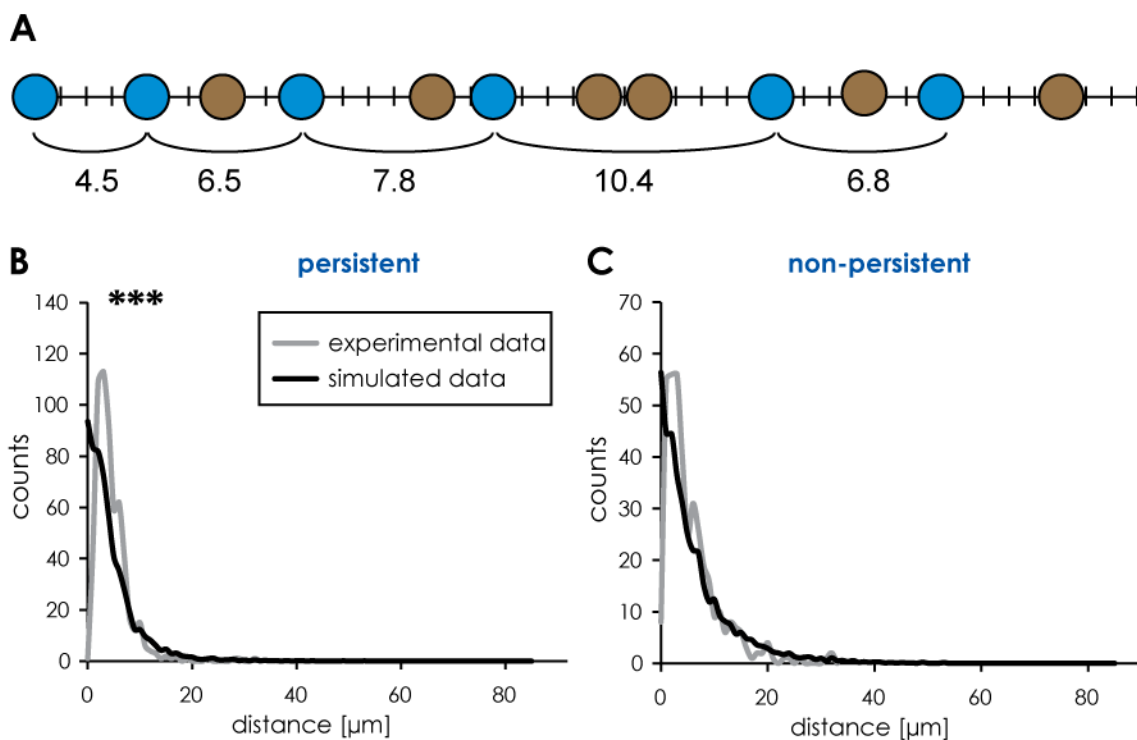 A
4.5 6.5 7.8 10.4 6.8
B persistent
***
140
120
100
80
60
40
20
0
counts
0 20 40 60 80
distance [µm]
experimental data
simulated data
C non-persistent
70
60
50
40
30
20
10
0
counts
0 20 40 60 80
distance [µm]